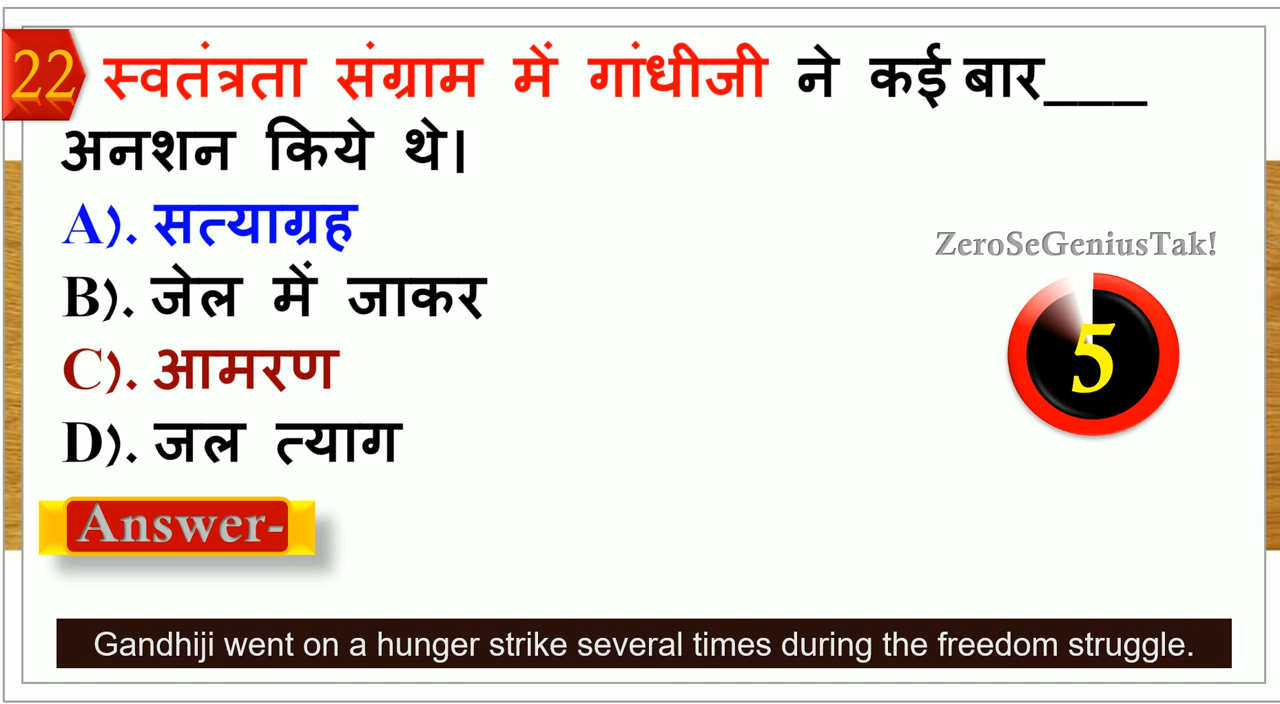 22 स्वतंत्रता संग्राम में गांधीजी ने कई बार___
अनशन किये थे।
A). सत्याग्रह
B). जेल में जाकर
C). आमरण
D). जल त्याग
ZeroSeGeniusTak!
5
Answer-
Gandhiji went on a hunger strike several times during the freedom struggle.